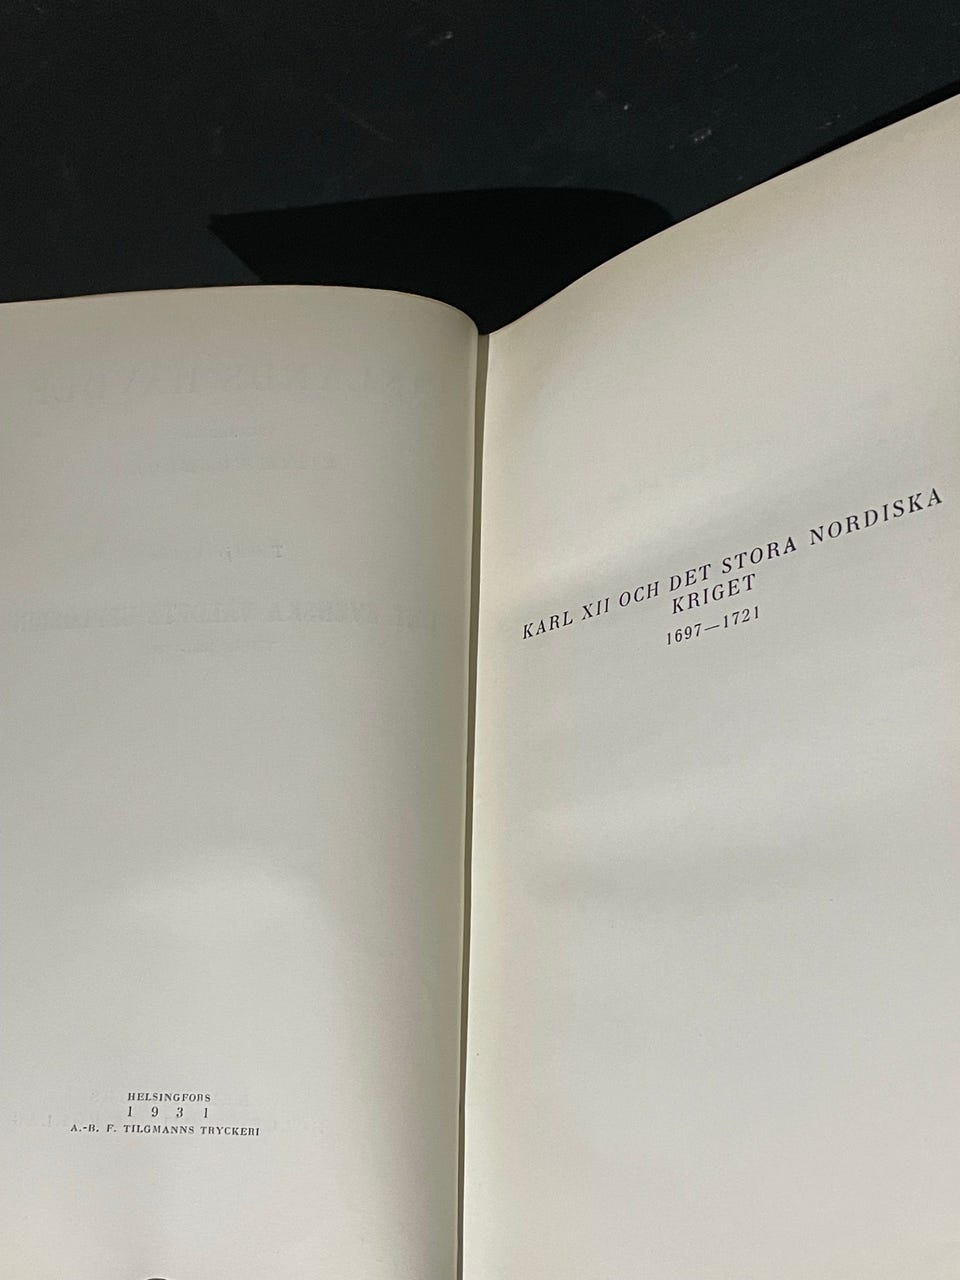 HELSINGFORS
1 9 3 1
A.-B. F. TILGMANNS TRYCKERI
KARL XII OCH DET STORA NORDISKA
KRIGET
1697—1721